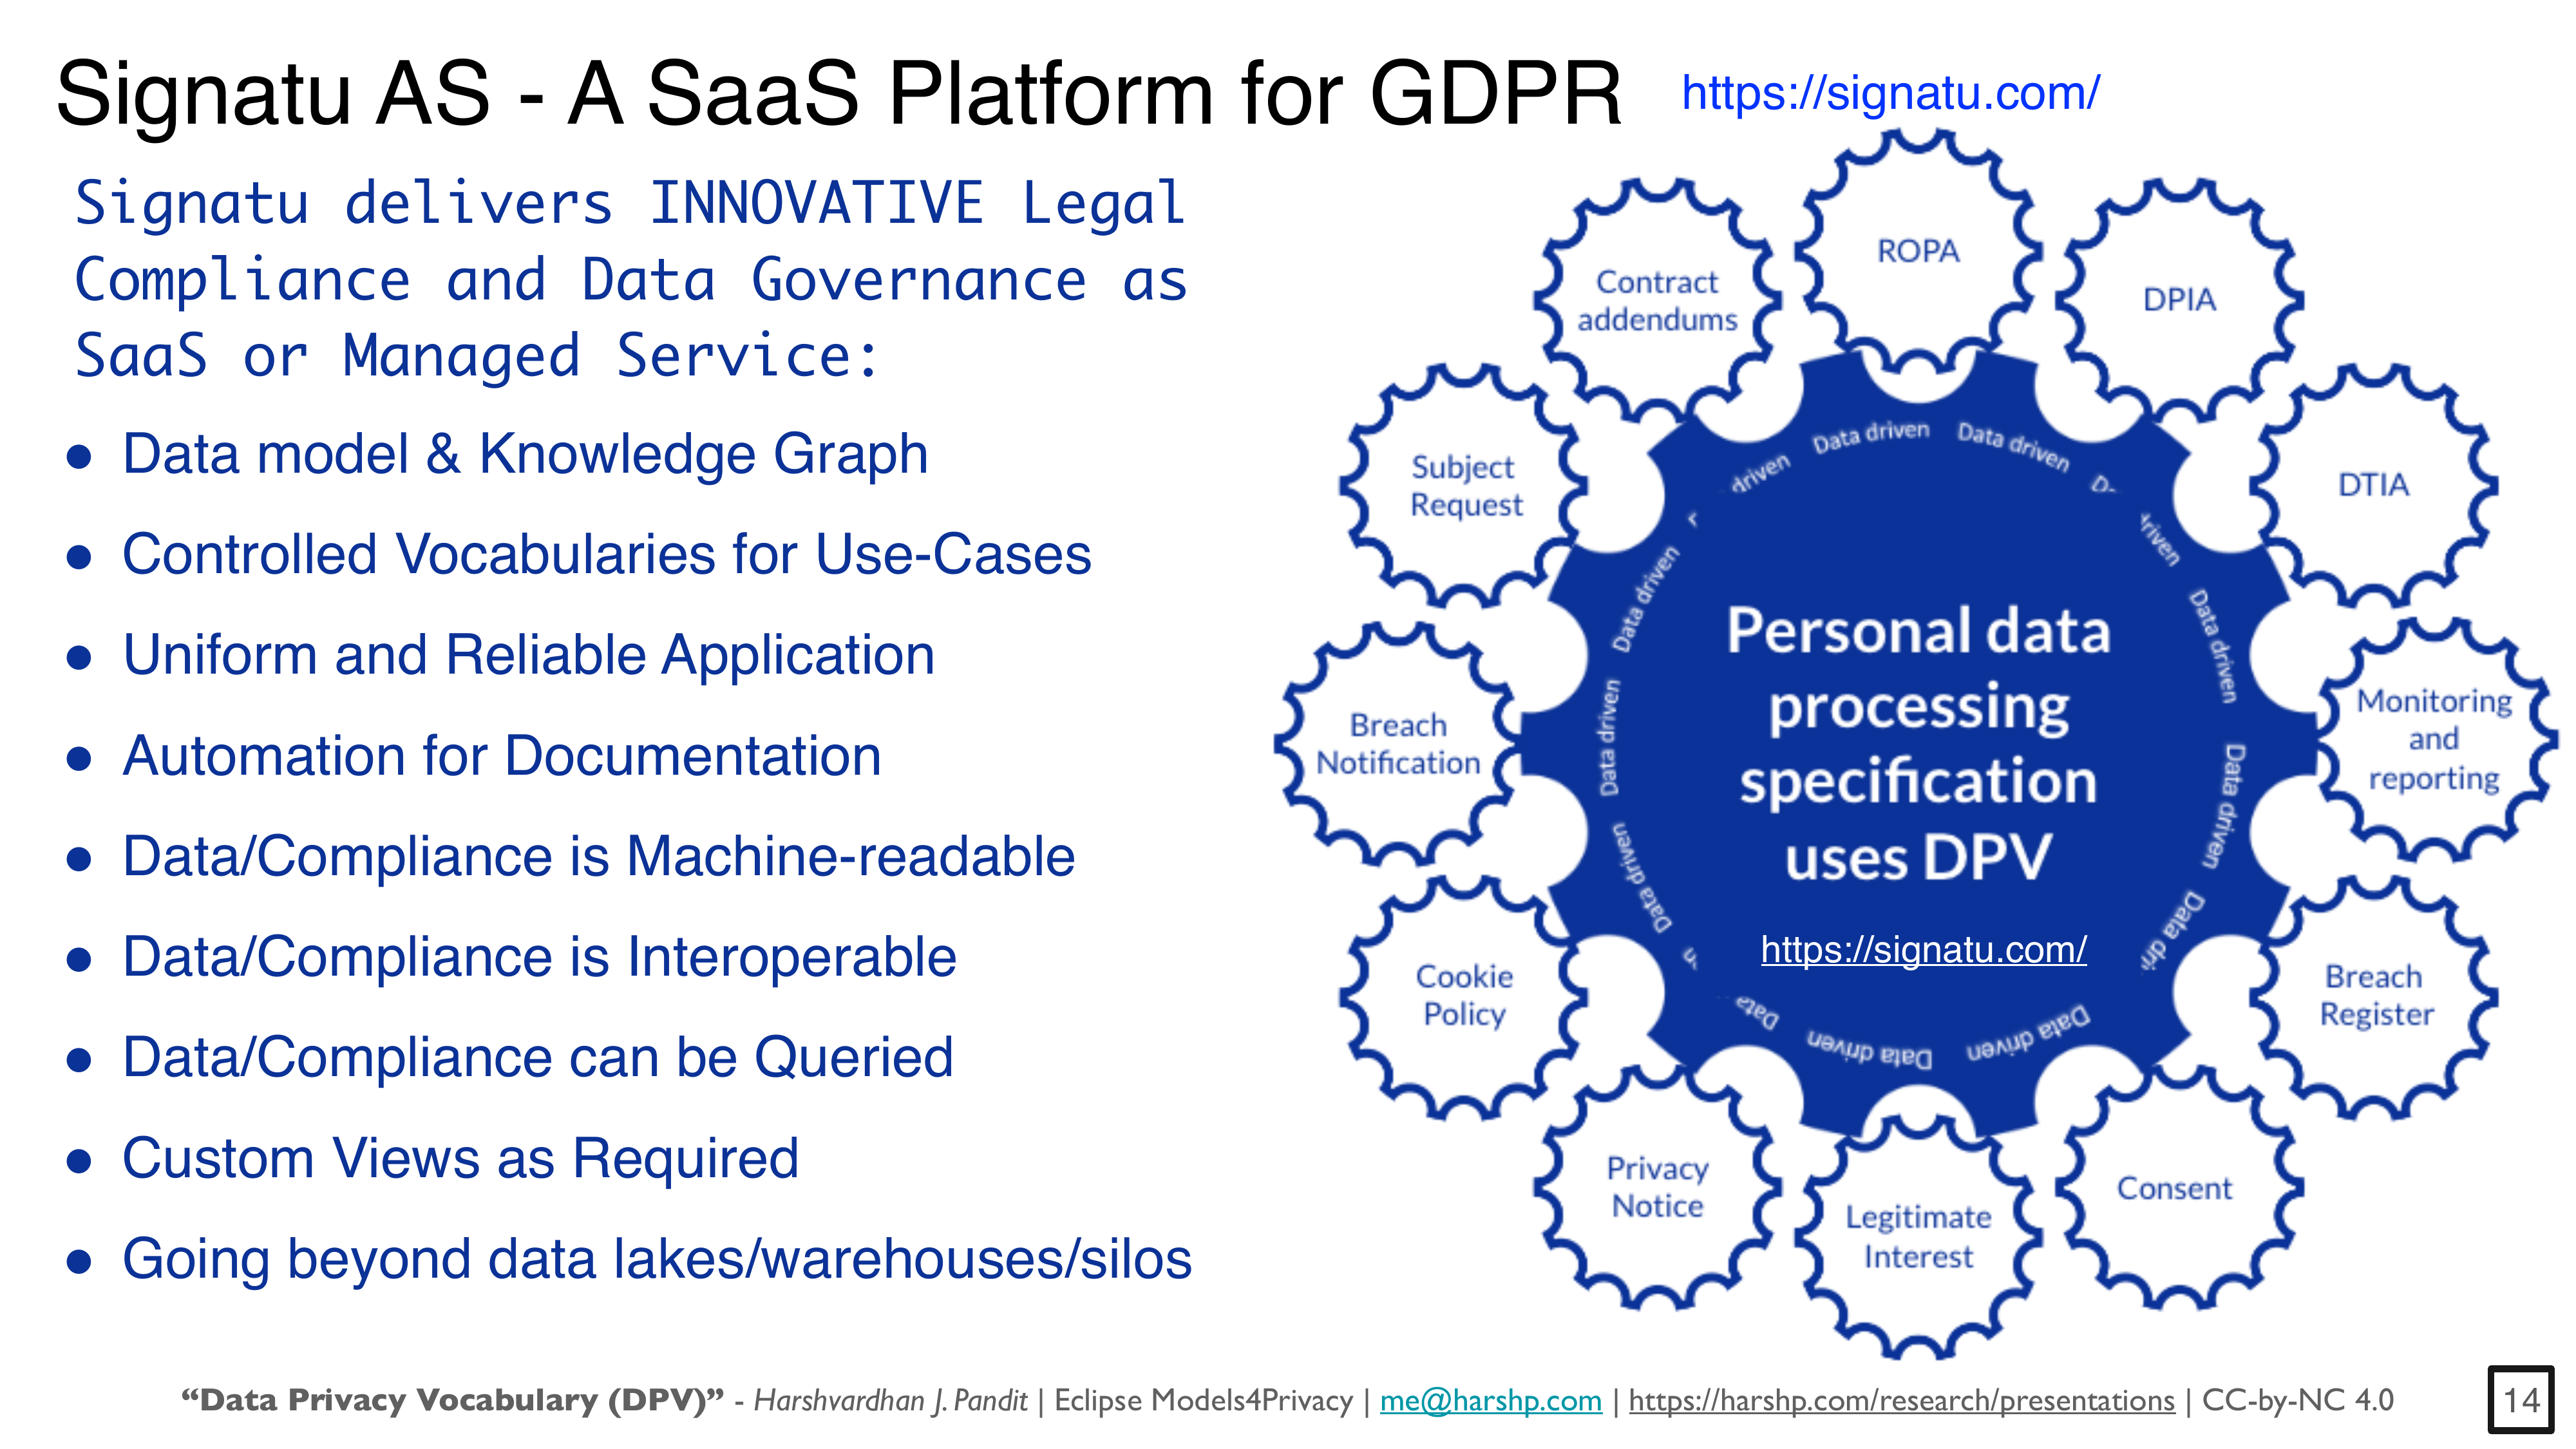 Signatu AS - A SaaS Platform for GDPR https://signatu.com/
Signatu delivers INNOVATIVE Legal
Compliance and Data Governance as
SaaS or Managed Service:
• Data model & Knowledge Graph
• Controlled Vocabularies for Use-Cases
• Uniform and Reliable Application
• Automation for Documentation
• Data/Compliance is Machine-readable
• Data/Compliance is Interoperable
• Data/Compliance can be Queried
• Custom Views as Required
• Going beyond data lakes/warehouses/silos
ROPA
DPIA
DTIA
Monitoring
and
reporting
Breach
Register
Consent
Legitimate
Interest
Privacy
Notice
Cookie
Policy
Breach
Notification
Subject
Request
Contract
addendums
Data driven
Data driven
driven
Data driven
Data driven
Data
Data driven
Data driven
Data
Data driven
Data driven
driven
Personal data
processing
specification
uses DPV
https://signatu.com/
“Data Privacy Vocabulary (DPV)” - Harshvardhan J. Pandit | Eclipse Models4Privacy | me@harshp.com | https://harshp.com/research/presentations | CC-by-NC 4.0
14